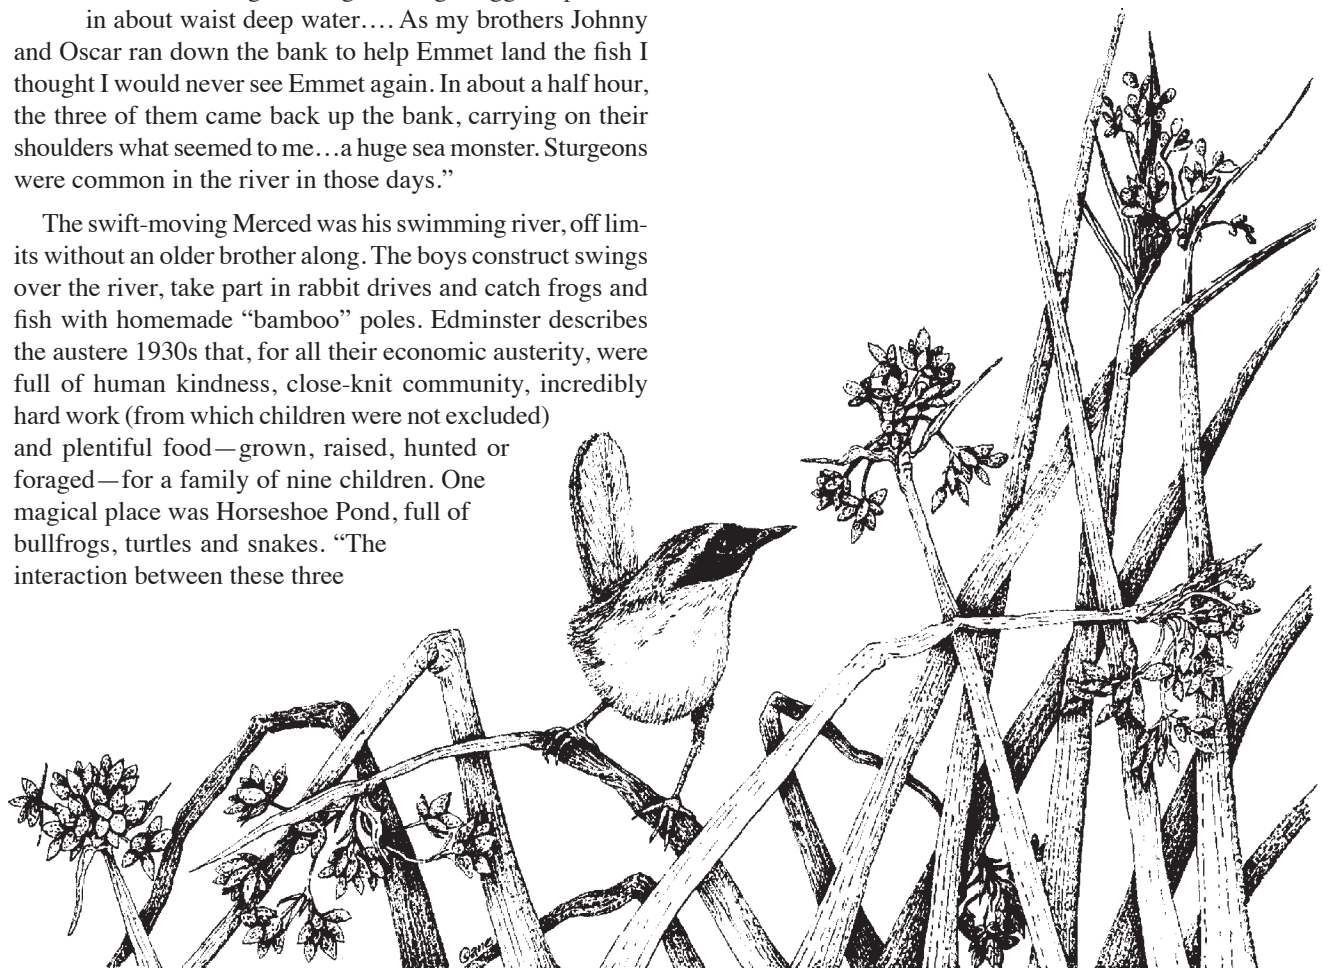 in about waist deep water.... As my brothers Johnny
and Oscar ran down the bank to help Emmet land the fish I
thought I would never see Emmet again. In about a half hour,
the three of them came back up the bank, carrying on their
shoulders what seemed to me...a huge sea monster. Sturgeons
were common in the river in those days.”
The swift-moving Merced was his swimming river, off lim-
its without an older brother along. The boys construct swings
over the river, take part in rabbit drives and catch frogs and
fish with homemade “bamboo” poles. Edminster describes
the austere 1930s that, for all their economic austerity, were
full of human kindness, close-knit community, incredibly
hard work (from which children were not excluded)
and plentiful food—grown, raised, hunted or
foraged—for a family of nine children. One
magical place was Horseshoe Pond, full of
bullfrogs, turtles and snakes. “The
interaction between these three